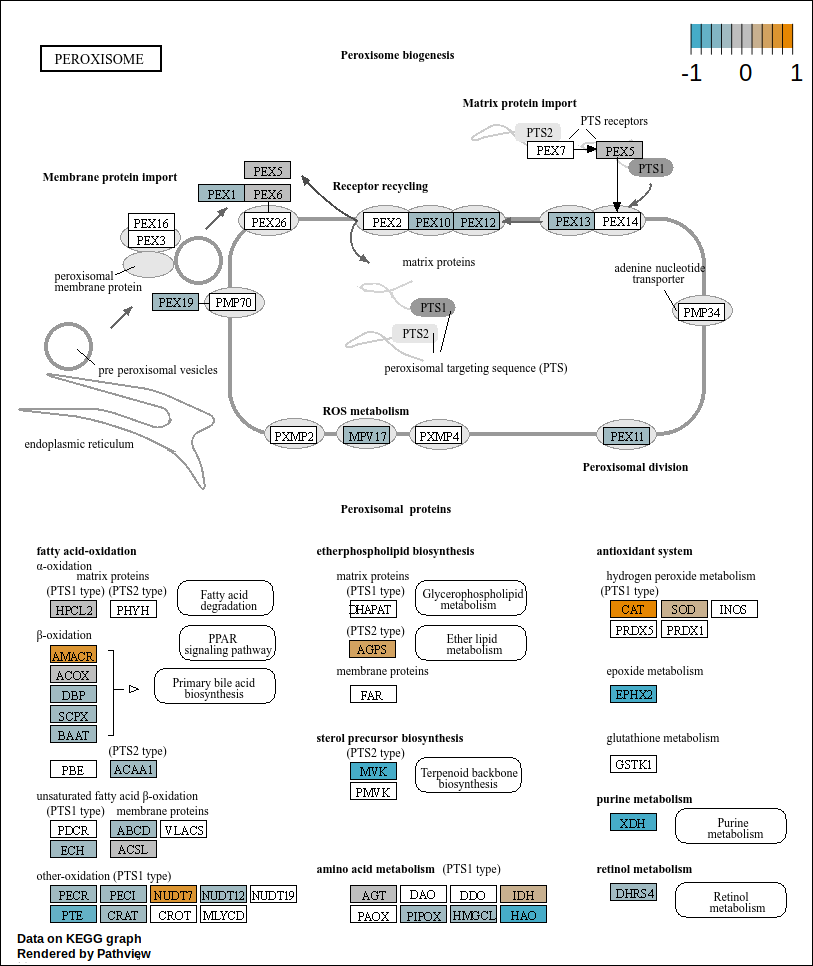 PEROXISOME
Peroxisome biogenesis
-1 0 1
Matrix protein import
PTS2
PTS receptors
PEX7
PEX5
PTS1
Membrane protein import
PEX5
PEX1
PEX6
Receptor recycling
PEX16
PEX3
PEX26
PEX2
PEX10
PEX12
PEX13
PEX14
peroxisomal
membrane protein
matrix proteins
adenine nucleotide
transporter
PEX19
PMP70
PTS1
PMP34
PTS2
pre peroxisomal vesicles
peroxisomal targeting sequence (PTS)
ROS metabolism
endoplasmic reticulum
PXMP2
MPV17
PXMP4
PEX11
Peroxisomal division
Peroxisomal proteins
fatty acid-oxidation
α-oxidation
matrix proteins
(PTS1 type) (PTS2 type)
HPCL2
PHYH
Fatty acid
degradation
β-oxidation
PPAR
signaling pathway
AMACR
ACOX
DBP
SCPX
BAAT
Primary bile acid
biosynthesis
(PTS2 type)
PBE
ACAA1
unsaturated fatty acid β-oxidation
(PTS1 type) membrane proteins
PDCR
ABCD
VLACS
ECH
ACSL
other-oxidation (PTS1 type)
PECR
PECI
NUDT7
NUDT12
NUDT19
PTE
CRAT
CROT
MLYCD
etherphospholipid biosynthesis
matrix proteins
(PTS1 type)
DHAPAT
Glycerophospholipid
metabolism
(PTS2 type)
AGPS
Ether lipid
metabolism
membrane proteins
FAR
sterol precursor biosynthesis
(PTS2 type)
MVK
PMVK
Terpenoid backbone
biosynthesis
amino acid metabolism (PTS1 type)
AGT
DAO
DDO
IDH
PAOX
PIPOX
HMGCL
HAO
antioxidant system
hydrogen peroxide metabolism
(PTS1 type)
CAT
SOD
INOS
PRDX5
PRDX1
epoxide metabolism
EPHX2
glutathione metabolism
GSTK1
purine metabolism
XDH
Purine
metabolism
retinol metabolism
DHRS4
Retinol
metabolism
Data on KEGG graph
Rendered by Pathview